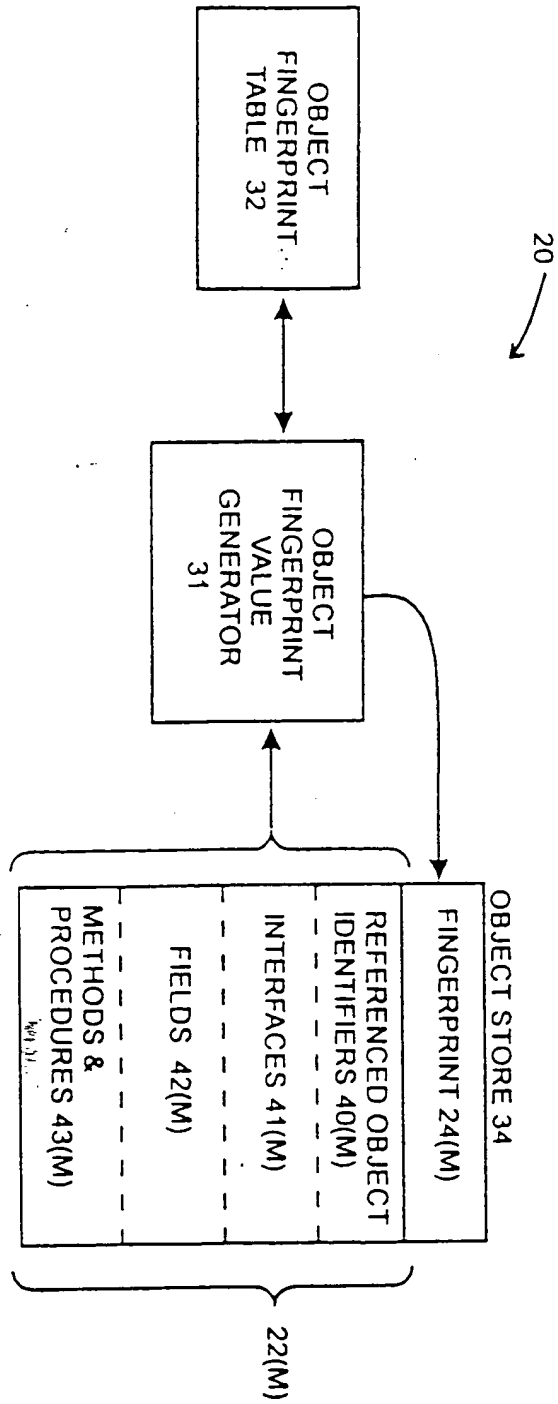 20
OBJECT
FINGERPRINT
TABLE 32
OBJECT
FINGERPRINT
VALUE
GENERATOR
31
OBJECT STORE 34
FINGERPRINT 24(M)
REFERENCED OBJECT
IDENTIFIERS 40(M)
INTERFACES 41(M)
FIELDS 42(M)
METHODS &
PROCEDURES 43(M)
22(M)